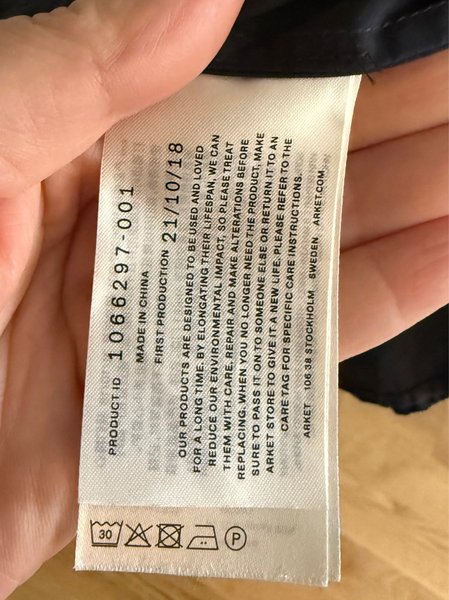 PRODUCT ID 1066297-001
MADE IN CHINA
FIRST PRODUCTION 21/10/18
OUR PRODUCTS ARE DESIGNED TO BE USED AND LOVED
FOR A LONG TIME. BY ELONGATING THEIR LIFESPAN, WE CAN
REDUCE OUR ENVIRONMENTAL IMPACT, SO PLEASE TREAT
THEM WITH CARE, REPAIR AND MAKE ALTERATIONS BEFORE
REPLACING. WHEN YOU NO LONGER NEED THE PRODUCT, MAKE
SURE TO PASS IT ON TO SOMEONE ELSE OR RETURN IT TO AN
ARKET STORE TO GIVE IT A NEW LIFE. PLEASE REFER TO THE
CARE TAG FOR SPECIFIC CARE INSTRUCTIONS.
ARKET 106 38 STOCKHOLM SWEDEN ARKET.COM
30 P